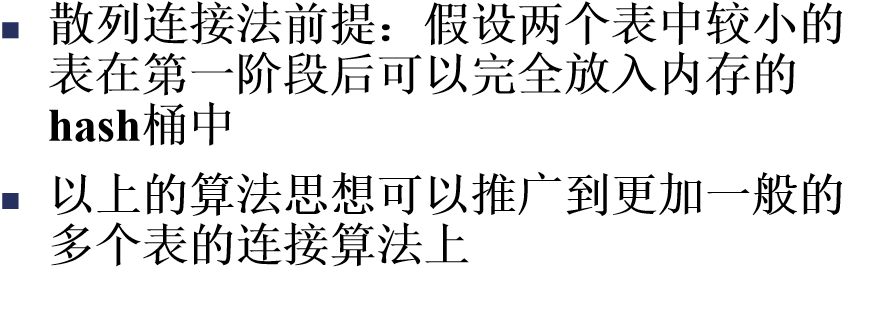 散列连接法前提：假设两个表中较小的
表在第一阶段后可以完全放入内存的
hash桶中
以上的算法思想可以推广到更加一般的
多个表的连接算法上